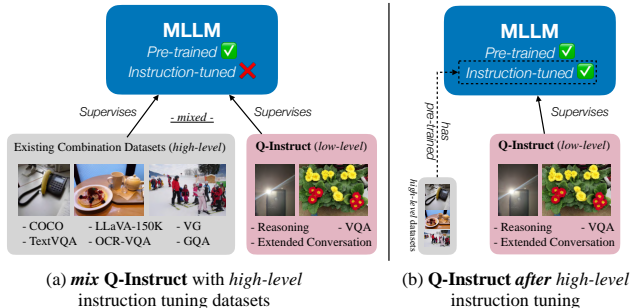 MLLM
Pre-trained ✅
Instruction-tuned ❌
Supervises
- mixed -
Supervises
Existing Combination Datasets (high-level)
- COCO - LLaVA-150K - VG
- TextVQA - OCR-VQA - GQA
Q-Instruct (low-level)
- Reasoning - VQA
- Extended Conversation
(a) mix Q-Instruct with high-level
instruction tuning datasets
MLLM
Pre-trained ✅
Instruction-tuned ✅
has
pre-trained
Supervises
high-level datasets
Q-Instruct (low-level)
- Reasoning - VQA
- Extended Conversation
(b) Q-Instruct after high-level
instruction tuning